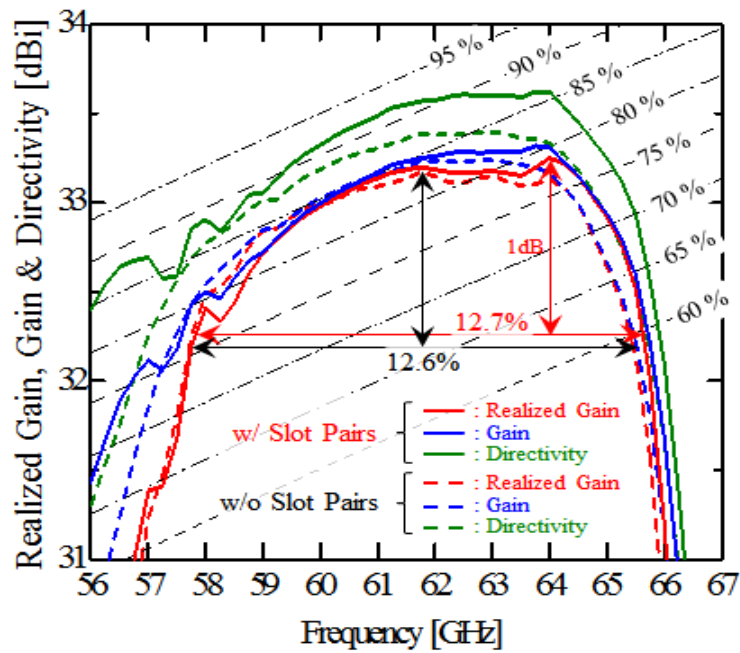 Realized Gain, Gain & Directivity [dBi]
34
33
32
31
95 %
90 %
85 %
80 %
75 %
70 %
65 %
60 %
1dB
12.7%
12.6%
w/ Slot Pairs
: Realized Gain
: Gain
: Directivity
w/o Slot Pairs
: Realized Gain
: Gain
: Directivity
56 57 58 59 60 61 62 63 64 65 66 67
Frequency [GHz]